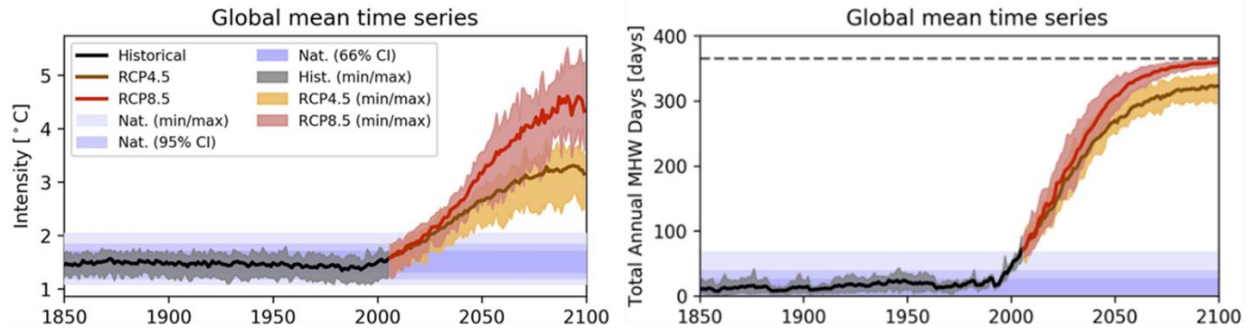 Global mean time series
Intensity [°C]
5
4
3
2
1
Historical
RCP4.5
RCP8.5
Nat. (min/max)
Nat. (95% CI)
Nat. (66% CI)
Hist. (min/max)
RCP4.5 (min/max)
RCP8.5 (min/max)
1850 1900 1950 2000 2050 2100
Global mean time series
Total Annual MHW Days [days]
400
300
200
100
0
1850 1900 1950 2000 2050 2100